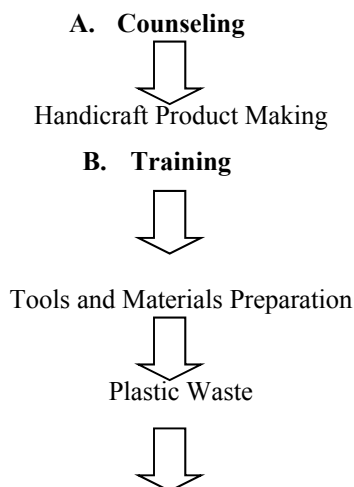 A. Counseling
Handicraft Product Making
B. Training
Tools and Materials Preparation
Plastic Waste